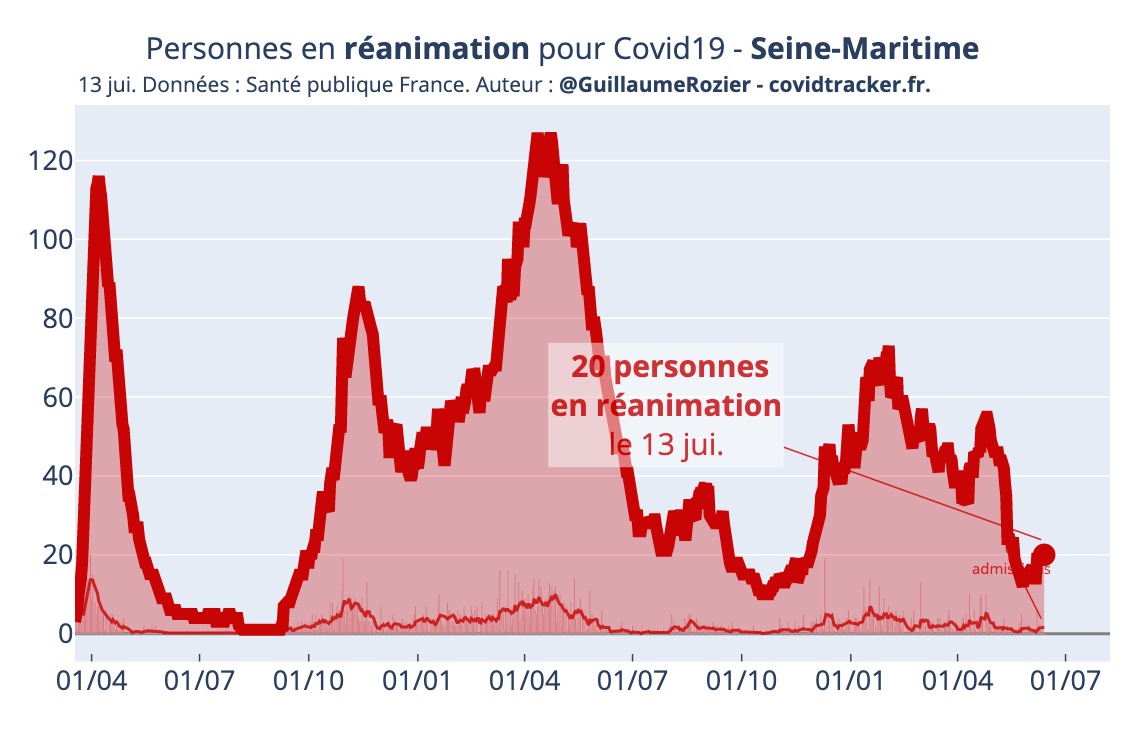 Personnes en réanimation pour Covid19 - Seine-Maritime
13 jui. Données : Santé publique France. Auteur : @GuillaumeRozier - covidtracker.fr.
120
100
80
60
40
20
0
20 personnes
en réanimation
le 13 jui.
01/04 01/07 01/10 01/01 01/04 01/07 01/10 01/01 01/04 01/07